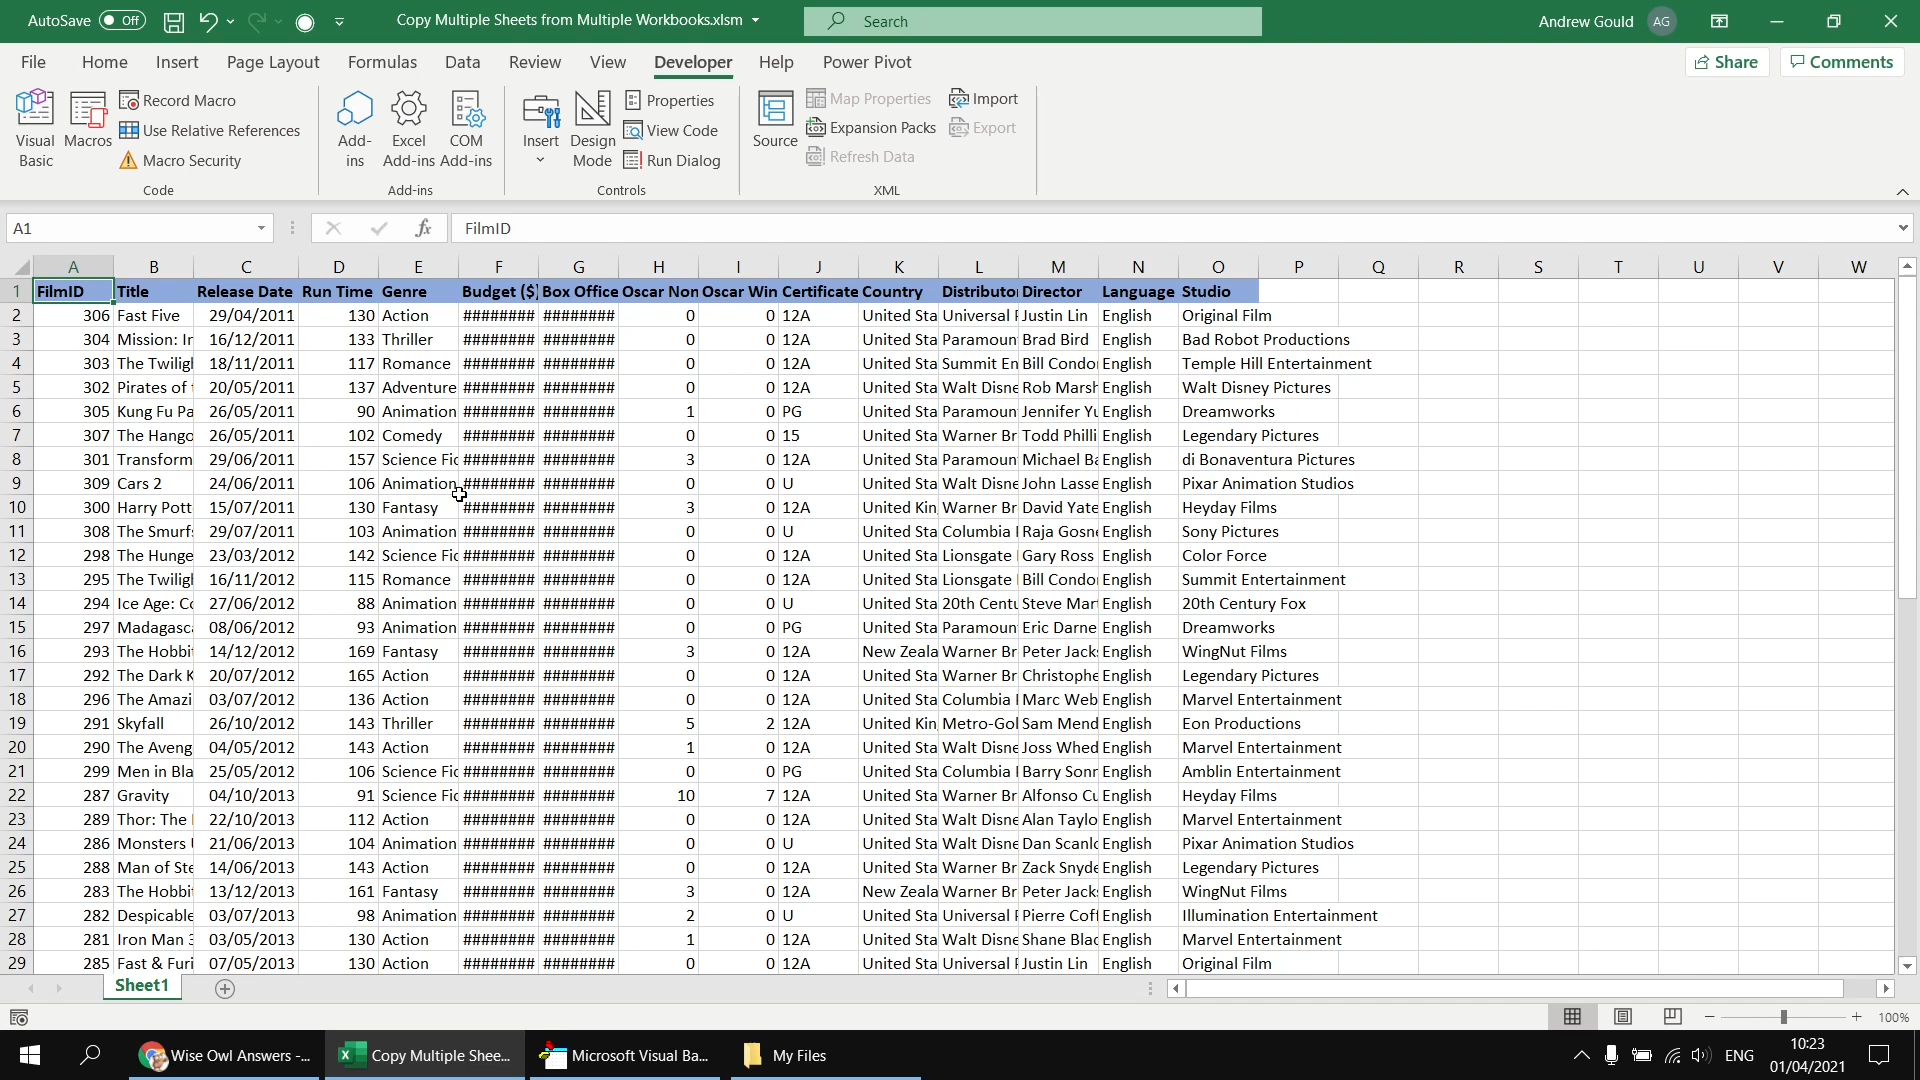 AutoSave Off Copy Multiple Sheets from Multiple Workbooks.xlsm Search Andrew Gould AG
File Home Insert Page Layout Formulas Data Review View Developer Help Power Pivot Share Comments
Visual Basic Macros Record Macro Use Relative References Macro Security Code
Add-ins Excel Add-ins COM Add-ins Add-ins
Insert Design Mode Properties View Code Run Dialog Controls
Source Map Properties Expansion Packs Refresh Data Import Export XML
A1 fx FilmID
A B C D E F G H I J K L M N O P Q R S T U V W
1 FilmID Title Release Date Run Time Genre Budget ($) Box Office Oscar Nom Oscar Win Certificate Country Distributor Director Language Studio
2 306 Fast Five 29/04/2011 130 Action ######## ######## 0 0 12A United Sta Universal Justin Lin English Original Film
3 304 Mission: 16/12/2011 133 Thriller ######## ######## 0 0 12A United Sta Paramoun Brad Bird English Bad Robot Productions
4 303 The Twilig 18/11/2011 117 Romance ######## ######## 0 0 12A United Sta Summit En Bill Condo English Temple Hill Entertainment
5 302 Pirates of 20/05/2011 137 Adventure ######## ######## 0 0 12A United Sta Walt Disne Rob Marsh English Walt Disney Pictures
6 305 Kung Fu Pa 26/05/2011 90 Animation ######## ######## 1 0 PG United Sta Paramoun Jennifer Yu English Dreamworks
7 307 The Hango 26/05/2011 102 Comedy ######## ######## 0 0 15 United Sta Warner Br Todd Philli English Legendary Pictures
8 301 Transform 29/06/2011 157 Science Fic ######## ######## 3 0 12A United Sta Paramoun Michael Ba English di Bonaventura Pictures
9 309 Cars 2 24/06/2011 106 Animation ######## ######## 0 0 U United Sta Walt Disne John Lasse English Pixar Animation Studios
10 300 Harry Pott 15/07/2011 130 Fantasy ######## ######## 3 0 12A United Kin Warner Br David Yate English Heyday Films
11 308 The Smurf 29/07/2011 103 Animation ######## ######## 0 0 U United Sta Columbia Raja Gosn English Sony Pictures
12 298 The Hunge 23/03/2012 142 Science Fic ######## ######## 0 0 12A United Sta Lionsgate Gary Ross English Color Force
13 295 The Twilig 16/11/2012 115 Romance ######## ######## 0 0 12A United Sta Lionsgate Bill Condo English Summit Entertainment
14 294 Ice Age: Co 27/06/2012 88 Animation ######## ######## 0 0 U United Sta 20th Centu Steve Mart English 20th Century Fox
15 297 Madagasc 08/06/2012 93 Animation ######## ######## 0 0 PG United Sta Paramoun Eric Darne English Dreamworks
16 293 The Hobbit 14/12/2012 169 Fantasy ######## ######## 3 0 12A New Zeala Warner Br Peter Jack English WingNut Films
17 292 The Dark K 20/07/2012 165 Action ######## ######## 0 0 12A United Sta Warner Br Christophe English Legendary Pictures
18 296 The Amazi 03/07/2012 136 Action ######## ######## 0 0 12A United Sta Columbia Marc Web English Marvel Entertainment
19 291 Skyfall 26/10/2012 143 Thriller ######## ######## 5 2 12A United Kin Metro-Gol Sam Mend English Eon Productions
20 290 The Aveng 04/05/2012 143 Action ######## ######## 1 0 12A United Sta Walt Disne Joss Whed English Marvel Entertainment
21 299 Men in Bla 25/05/2012 106 Science Fic ######## ######## 0 0 PG United Sta Columbia Barry Sonn English Amblin Entertainment
22 287 Gravity 04/10/2013 91 Science Fic ######## ######## 10 7 12A United Sta Warner Br Alfonso Cu English Heyday Films
23 289 Thor: The 22/10/2013 112 Action ######## ######## 0 0 12A United Sta Walt Disne Alan Taylo English Marvel Entertainment
24 286 Monsters 21/06/2013 104 Animation ######## ######## 0 0 U United Sta Walt Disne Dan Scanlo English Pixar Animation Studios
25 288 Man of Ste 14/06/2013 143 Action ######## ######## 0 0 12A United Sta Warner Br Zack Snyde English Legendary Pictures
26 283 The Hobbit 13/12/2013 161 Fantasy ######## ######## 3 0 12A New Zeala Warner Br Peter Jack English WingNut Films
27 282 Despicable 03/07/2013 98 Animation ######## ######## 2 0 U United Sta Universal Pierre Coff English Illumination Entertainment
28 281 Iron Man 3 03/05/2013 130 Action ######## ######## 1 0 12A United Sta Walt Disne Shane Blac English Marvel Entertainment
29 285 Fast & Furi 07/05/2013 130 Action ######## ######## 0 0 12A United Sta Universal Justin Lin English Original Film
Sheet1
100%
Wise Owl Answers -... Copy Multiple Shee... Microsoft Visual Ba... My Files ENG 10:23
01/04/2021